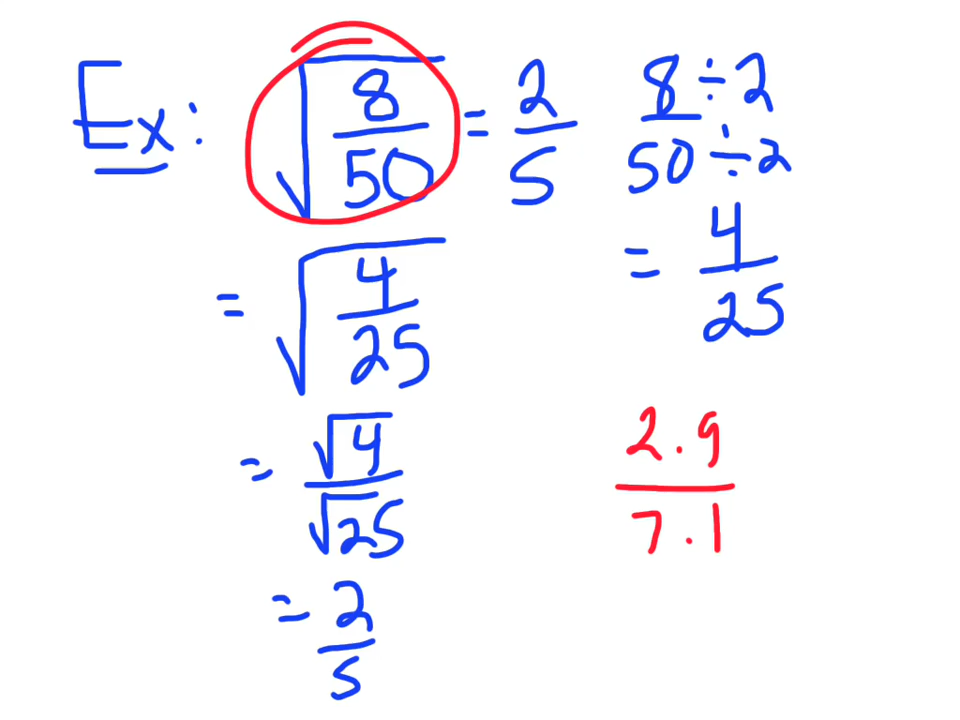 Ex: √(8/50) = 2/5
8 ÷ 2 / 50 ÷ 2
= 4/25
= √(4/25)
= √4/√25
2.9/7.1
= 2/5